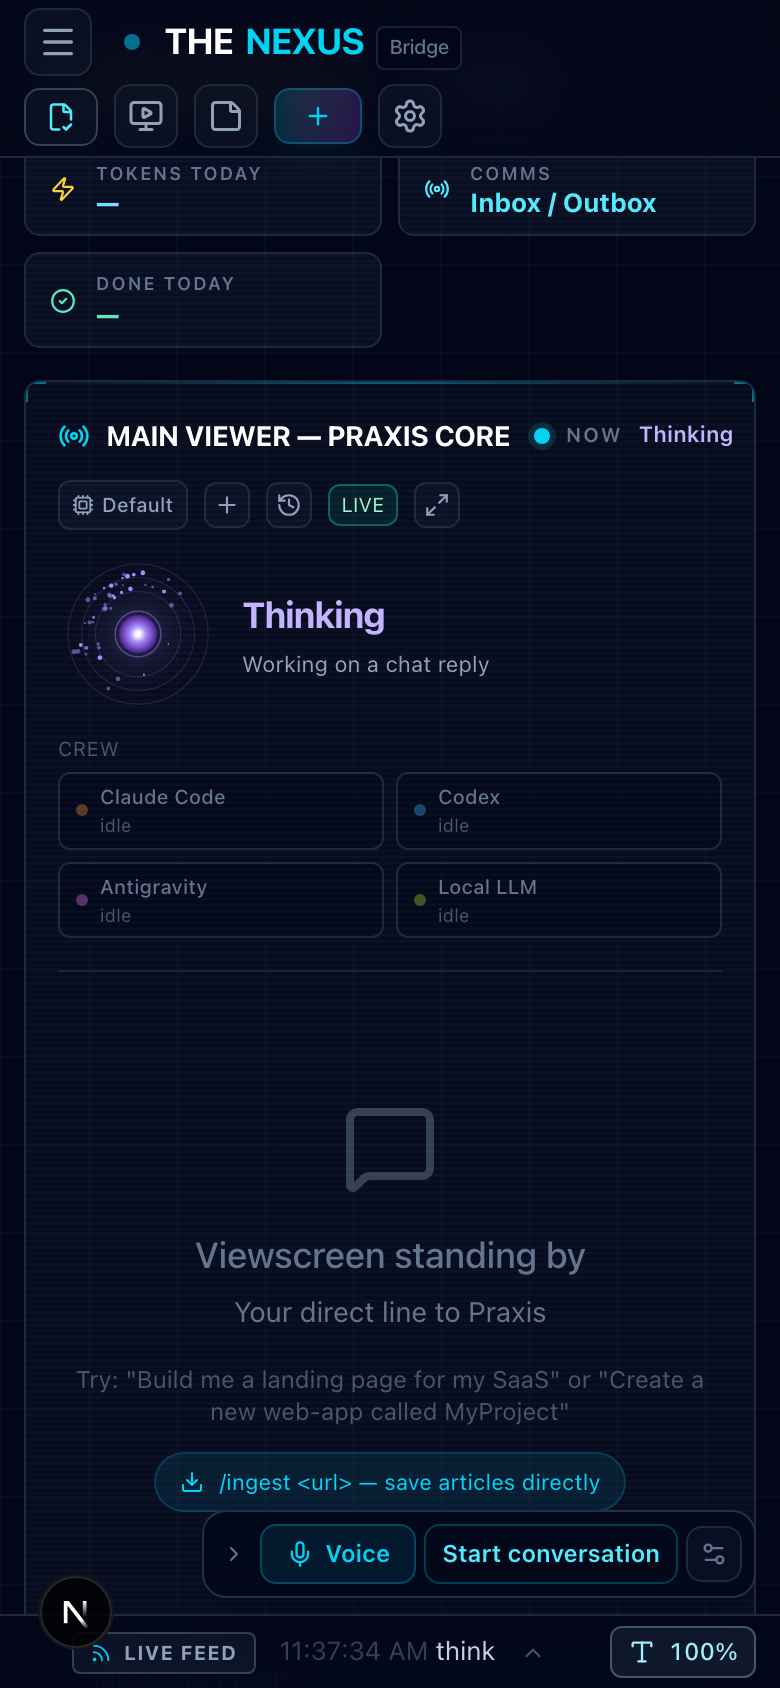 THE NEXUS Bridge
TOKENS TODAY
—
COMMS
Inbox / Outbox
DONE TODAY
—
MAIN VIEWER — PRAXIS CORE NOW Thinking
Default LIVE
Thinking
Working on a chat reply
CREW
Claude Code
idle
Codex
idle
Antigravity
idle
Local LLM
idle
Viewscreen standing by
Your direct line to Praxis
Try: "Build me a landing page for my SaaS" or "Create a
new web-app called MyProject"
/ingest <url> — save articles directly
Voice Start conversation
N
LIVE FEED 11:37:34 AM think T 100%